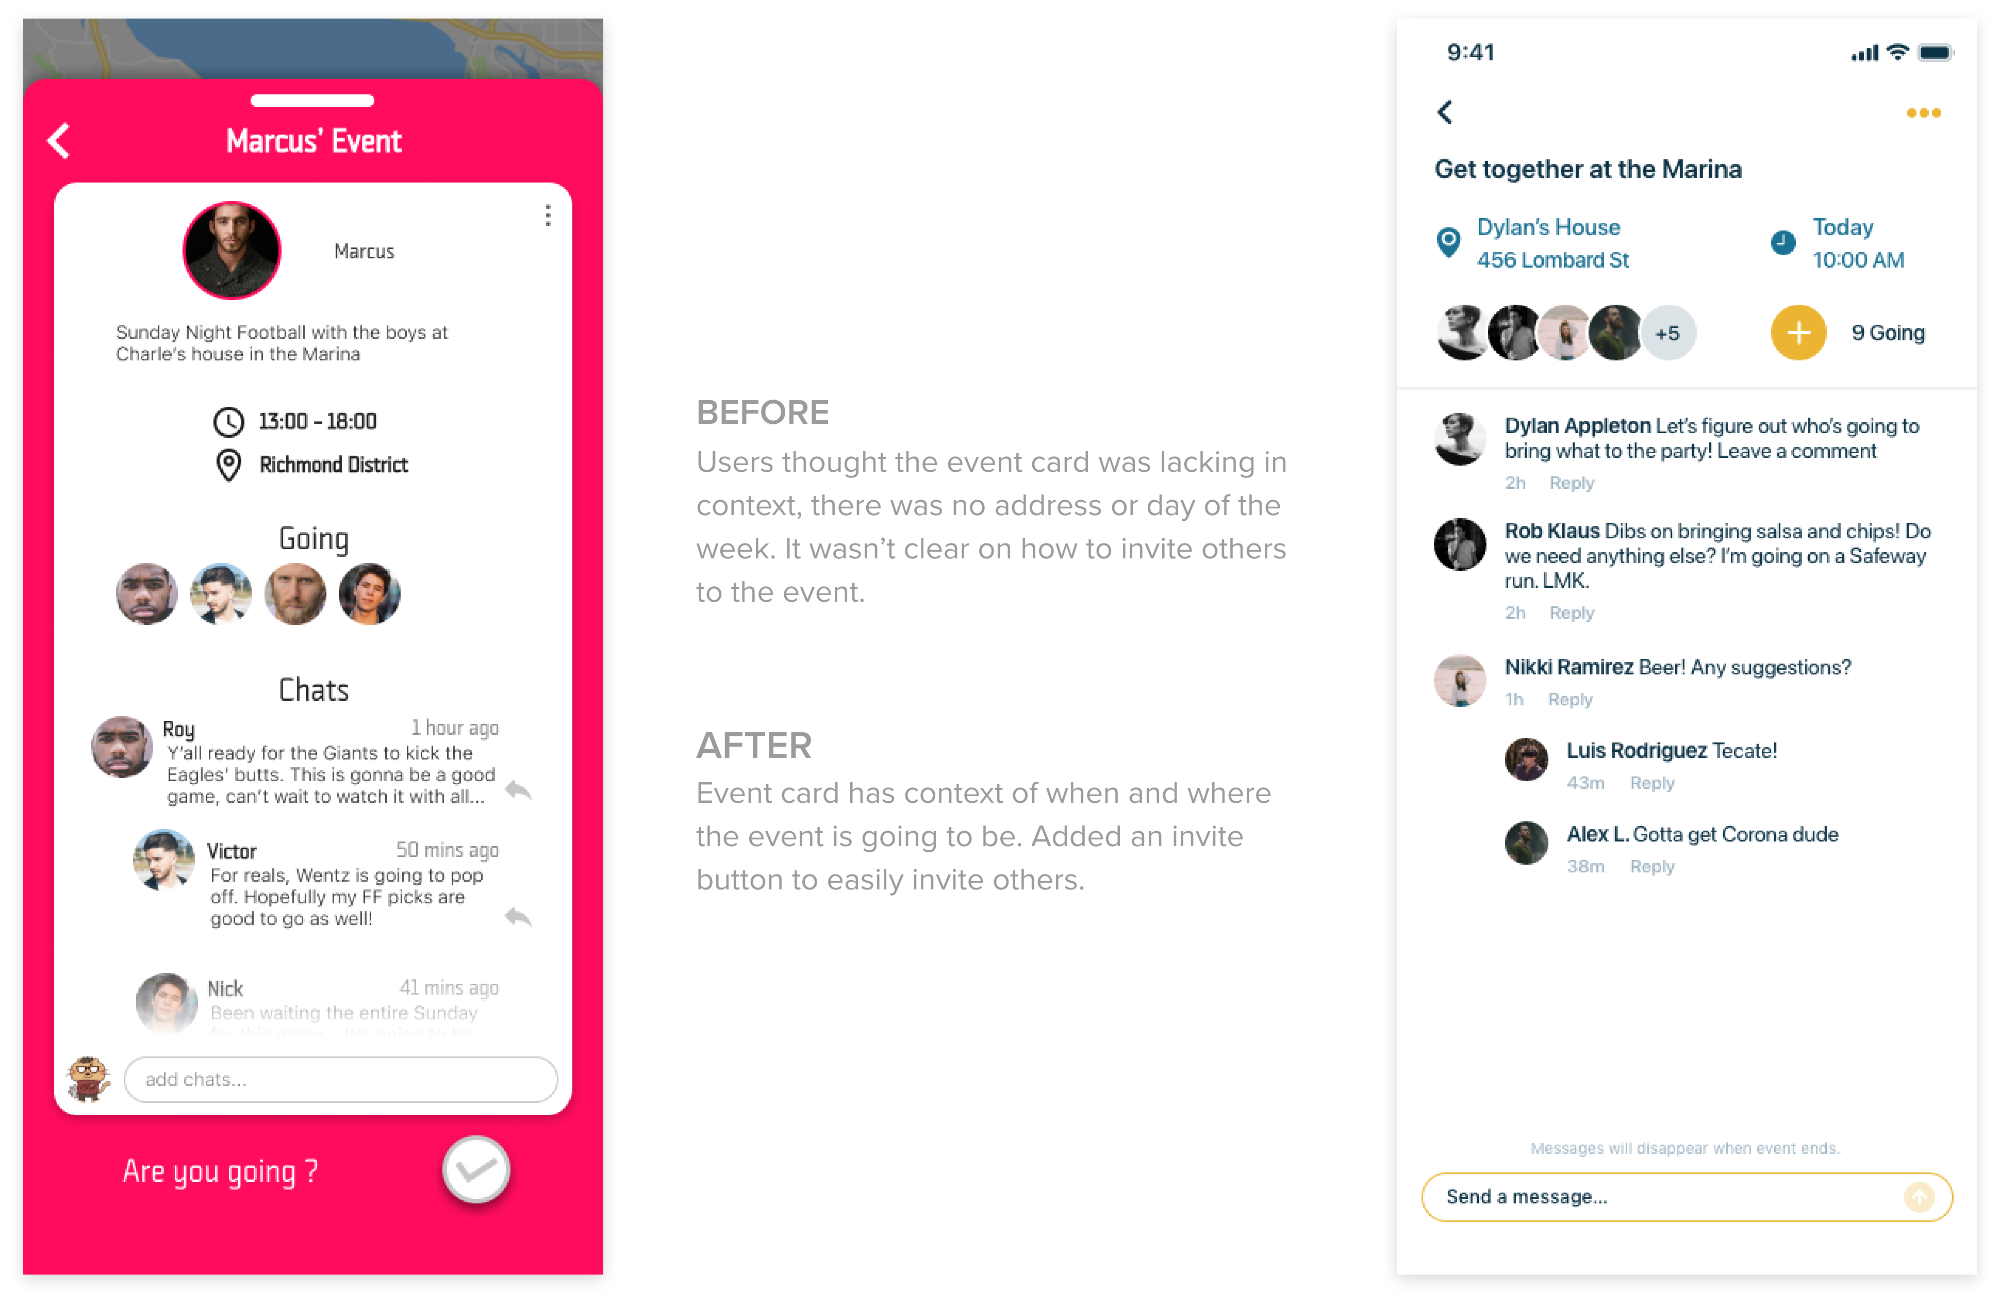 Marcus' Event
Marcus
Sunday Night Football with the boys at
Charle's house in the Marina
13:00 - 18:00
Richmond District
Going
Chats
Roy 1 hour ago
Y'all ready for the Giants to kick the
Eagles' butts. This is gonna be a good
game, can't wait to watch it with all...
Victor 50 mins ago
For reals, Wentz is going to pop
off. Hopefully my FF picks are
good to go as well!
Nick 41 mins ago
Been waiting the entire Sunday
for this game
add chats...
Are you going ?
BEFORE
Users thought the event card was lacking in
context, there was no address or day of the
week. It wasn't clear on how to invite others
to the event.
AFTER
Event card has context of when and where
the event is going to be. Added an invite
button to easily invite others.
9:41
Get together at the Marina
Dylan's House
456 Lombard St
Today
10:00 AM
+5
9 Going
Dylan Appleton Let's figure out who's going to
bring what to the party! Leave a comment
2h Reply
Rob Klaus Dibs on bringing salsa and chips! Do
we need anything else? I'm going on a Safeway
run. LMK.
2h Reply
Nikki Ramirez Beer! Any suggestions?
1h Reply
Luis Rodriguez Tecate!
43m Reply
Alex L. Gotta get Corona dude
38m Reply
Messages will disappear when event ends.
Send a message...